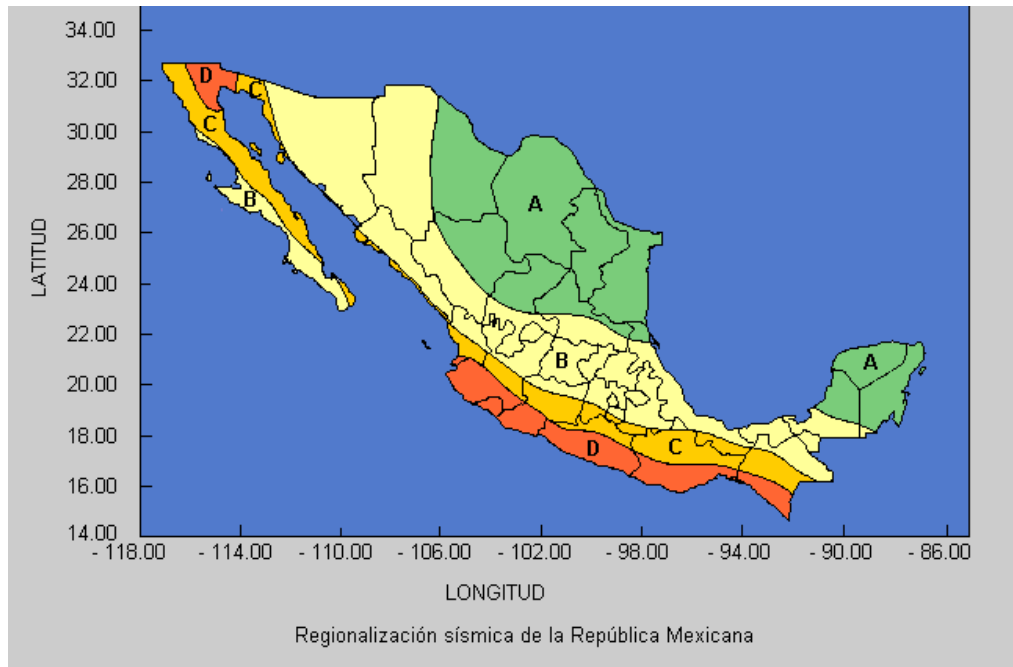 34.00
32.00
30.00
28.00
26.00
24.00
22.00
20.00
18.00
16.00
14.00
LATITUD
D
C
C
B
A
B
A
C
D
- 118.00 - 114.00 - 110.00 - 106.00 - 102.00 - 98.00 - 94.00 - 90.00 - 86.00
LONGITUD
Regionalización sísmica de la República Mexicana